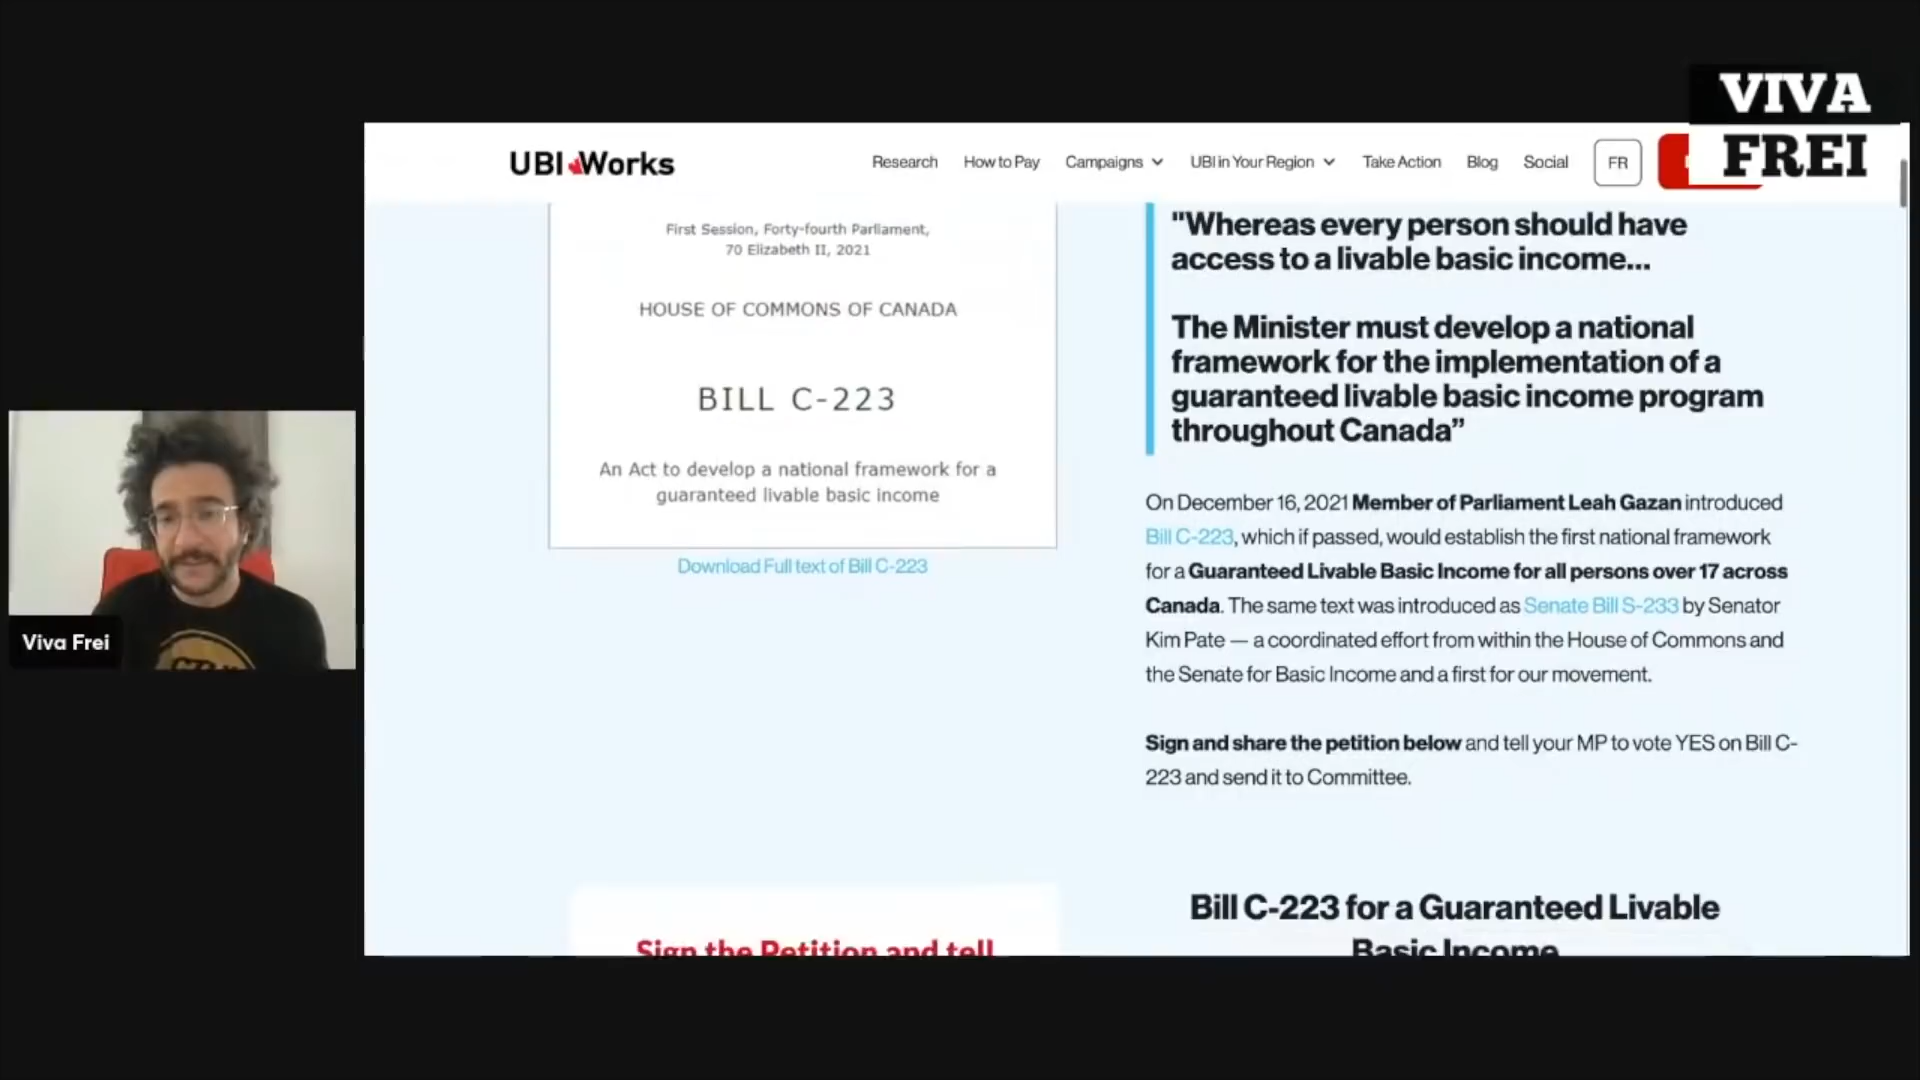 VIVA
FREI
UBI Works
Research
How to Pay
Campaigns
UBI in Your Region
Take Action
Blog
Social
FR
First Session, Forty-fourth Parliament,
70 Elizabeth II, 2021
HOUSE OF COMMONS OF CANADA
BILL C-223
An Act to develop a national framework for a
guaranteed livable basic income
Download Full text of Bill C-223
"Whereas every person should have
access to a livable basic income...
The Minister must develop a national
framework for the implementation of a
guaranteed livable basic income program
throughout Canada”
On December 16, 2021 Member of Parliament Leah Gazan introduced
Bill C-223, which if passed, would establish the first national framework
for a Guaranteed Livable Basic Income for all persons over 17 across
Canada. The same text was introduced as Senate Bill S-233 by Senator
Kim Pate — a coordinated effort from within the House of Commons and
the Senate for Basic Income and a first for our movement.
Sign and share the petition below and tell your MP to vote YES on Bill C-
223 and send it to Committee.
Sign the Petition and tell
Bill C-223 for a Guaranteed Livable
Basic Income
Viva Frei